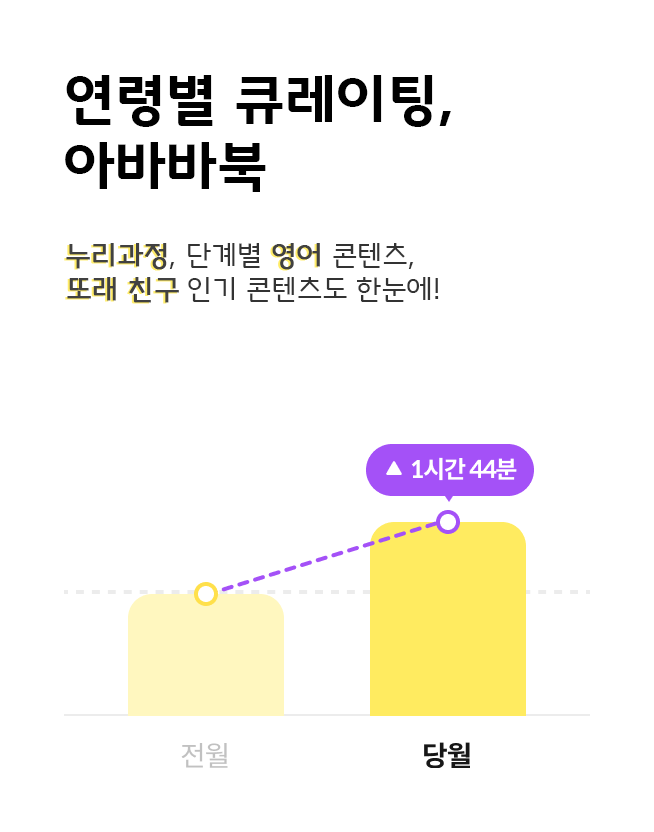 연령별 큐레이팅,
아바바북
누리과정, 단계별 영어 콘텐츠,
또래 친구 인기 콘텐츠도 한눈에!
▲ 1시간 44분
전월
당월